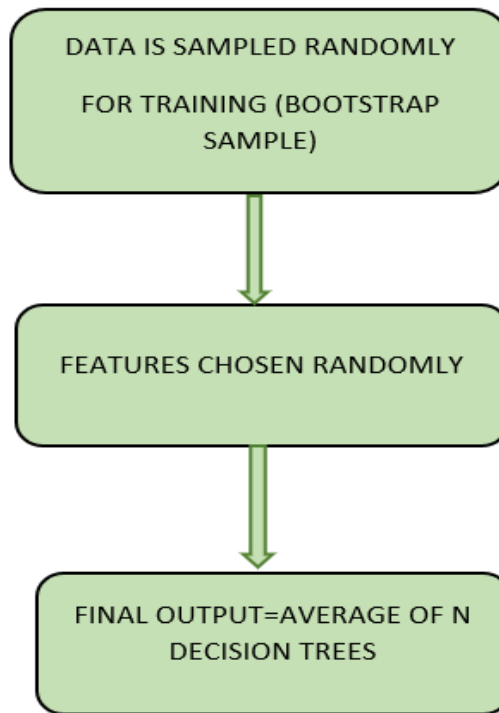 DATA IS SAMPLED RANDOMLY
FOR TRAINING (BOOTSTRAP
SAMPLE)
FEATURES CHOSEN RANDOMLY
FINAL OUTPUT=AVERAGE OF N
DECISION TREES